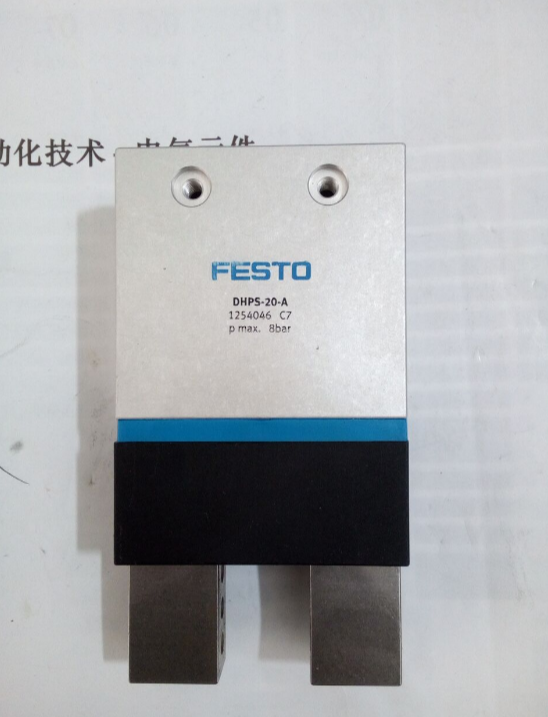 动化技术
FESTO
DHPS-20-A
1254046 C7
p max. 8bar